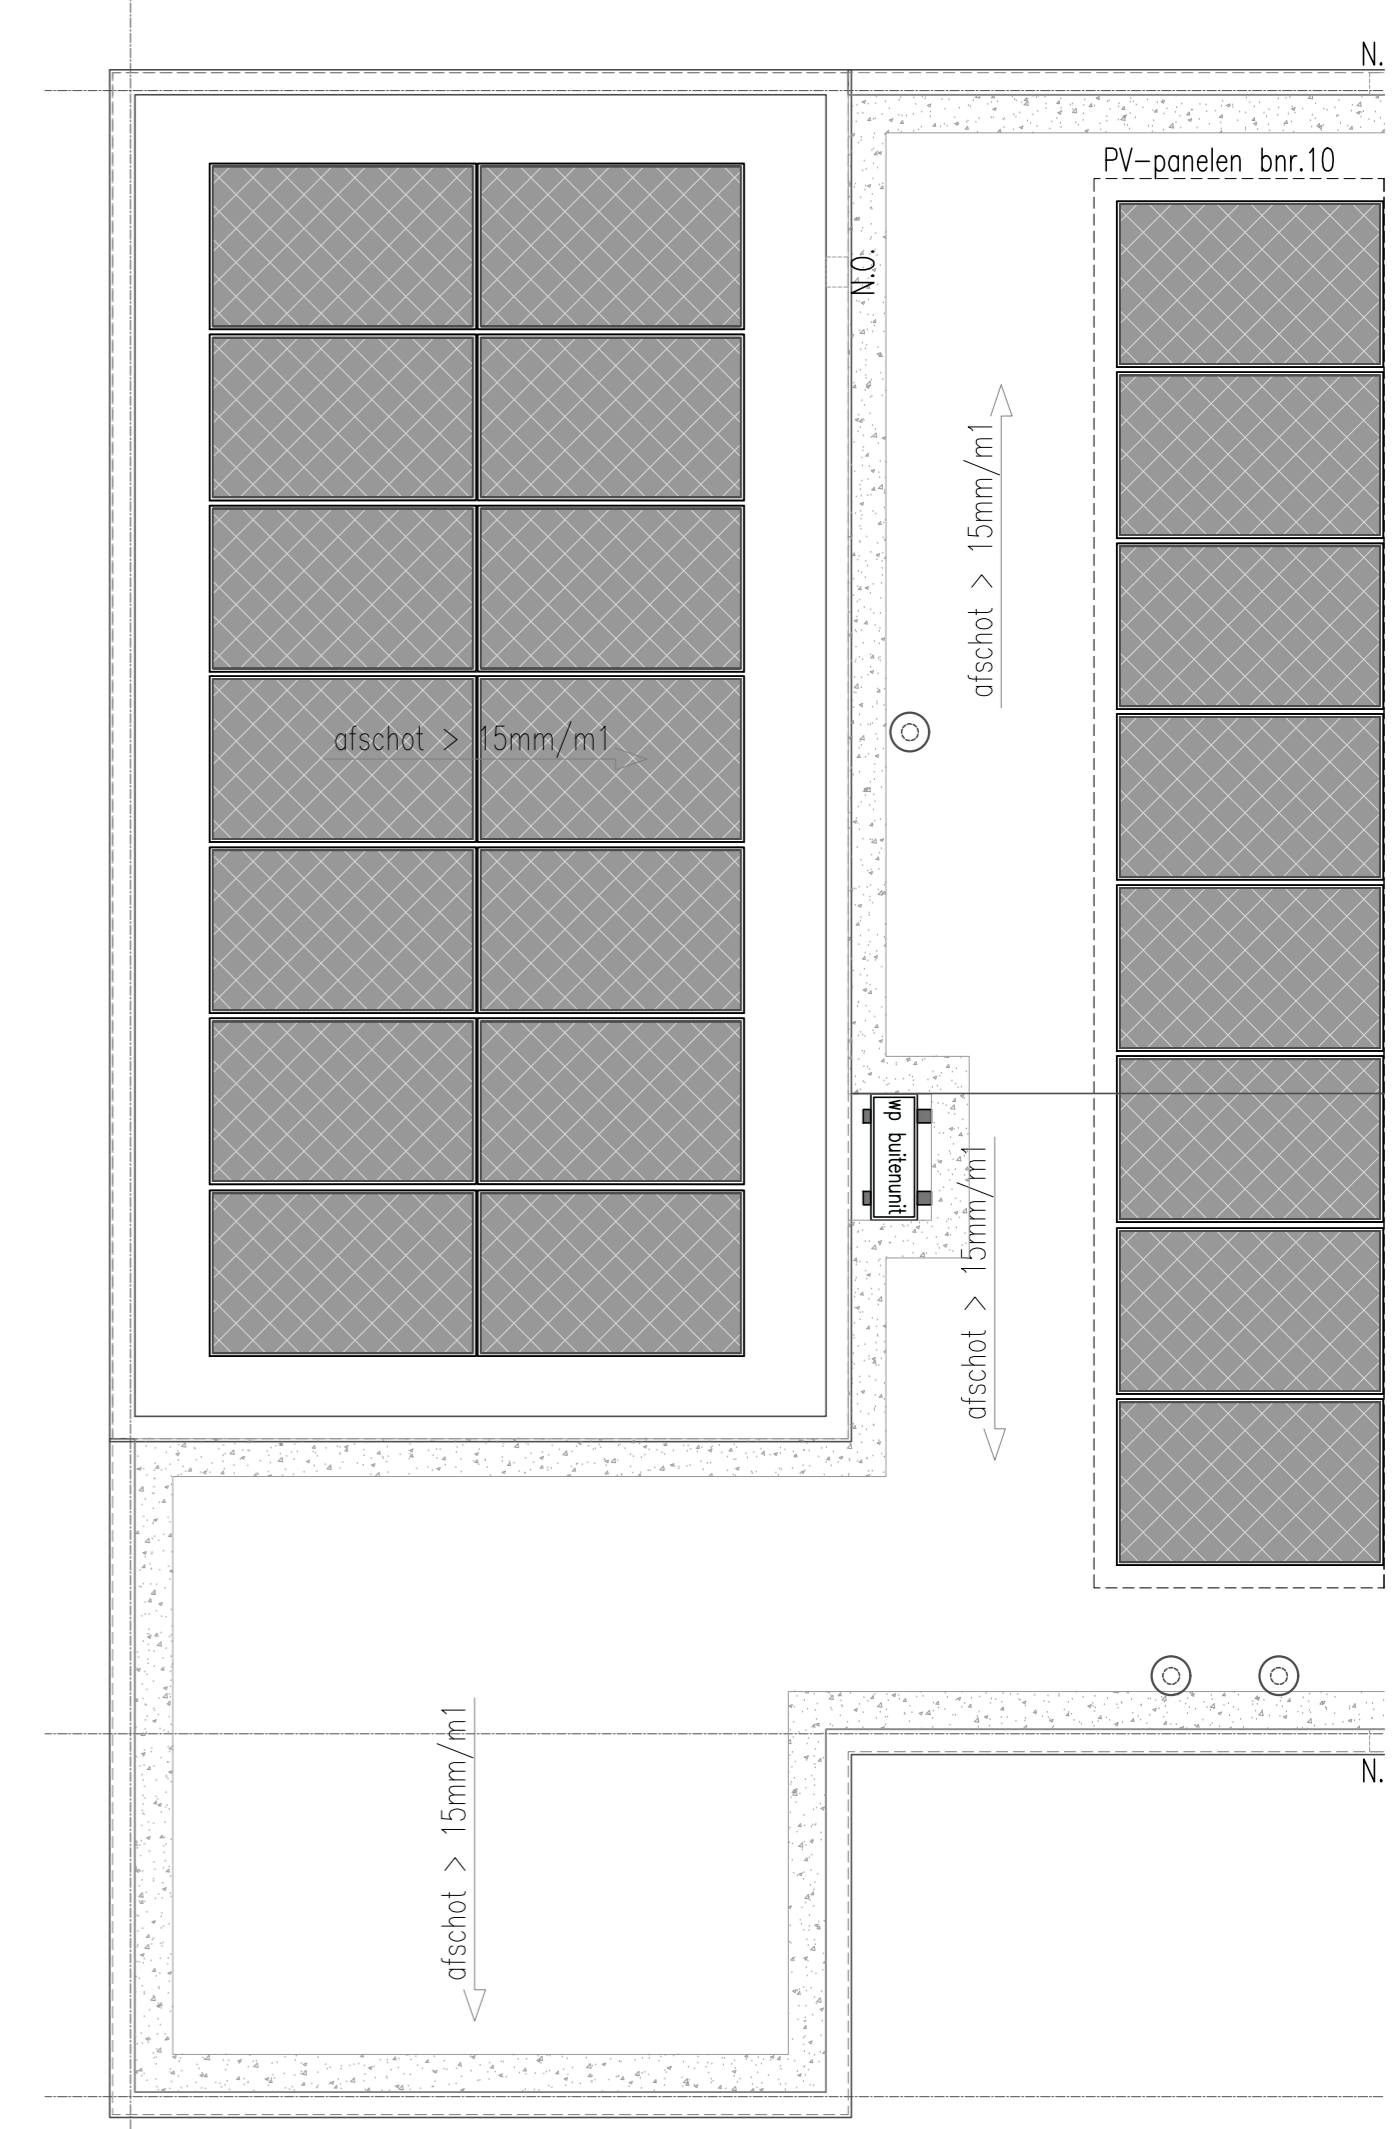 N.
PV-panelen bnr.10
N.O.
afschot > 15mm/m1
afschot > 15mm/m1
wp buitenunit
afschot > 15mm/m1
afschot > 15mm/m1
N.